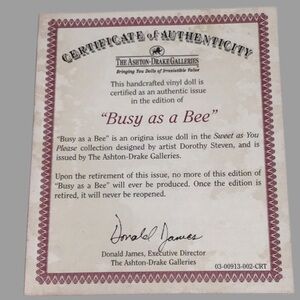 CERTIFICATE of AUTHENTICITY
THE ASHTON-DRAKE GALLERIES
Bringing You Dolls of Irresistible Value
This handcrafted vinyl doll is
certified as an authentic issue
in the edition of
"Busy as a Bee"
"Busy as a Bee" is an origina issue doll in the Sweet as You
Please collection designed by artist Dorothy Steven, and is
issued by The Ashton-Drake Galleries.
Upon the retirement of this issue, no more of this edition of
"Busy as a Bee" will ever be produced. Once the edition is
retired, it will never be reopened.
Donald James
Donald James, Executive Director
The Ashton-Drake Galleries
03-00913-002-CRT